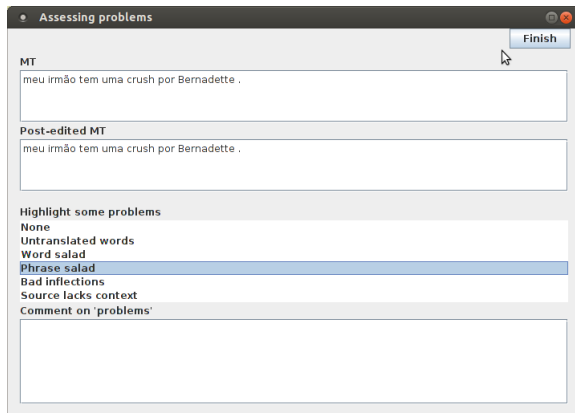 Assessing problems
Finish
MT
meu irmão tem uma crush por Bernadette .
Post-edited MT
meu irmão tem uma crush por Bernadette .
Highlight some problems
None
Untranslated words
Word salad
Phrase salad
Bad inflections
Source lacks context
Comment on 'problems'